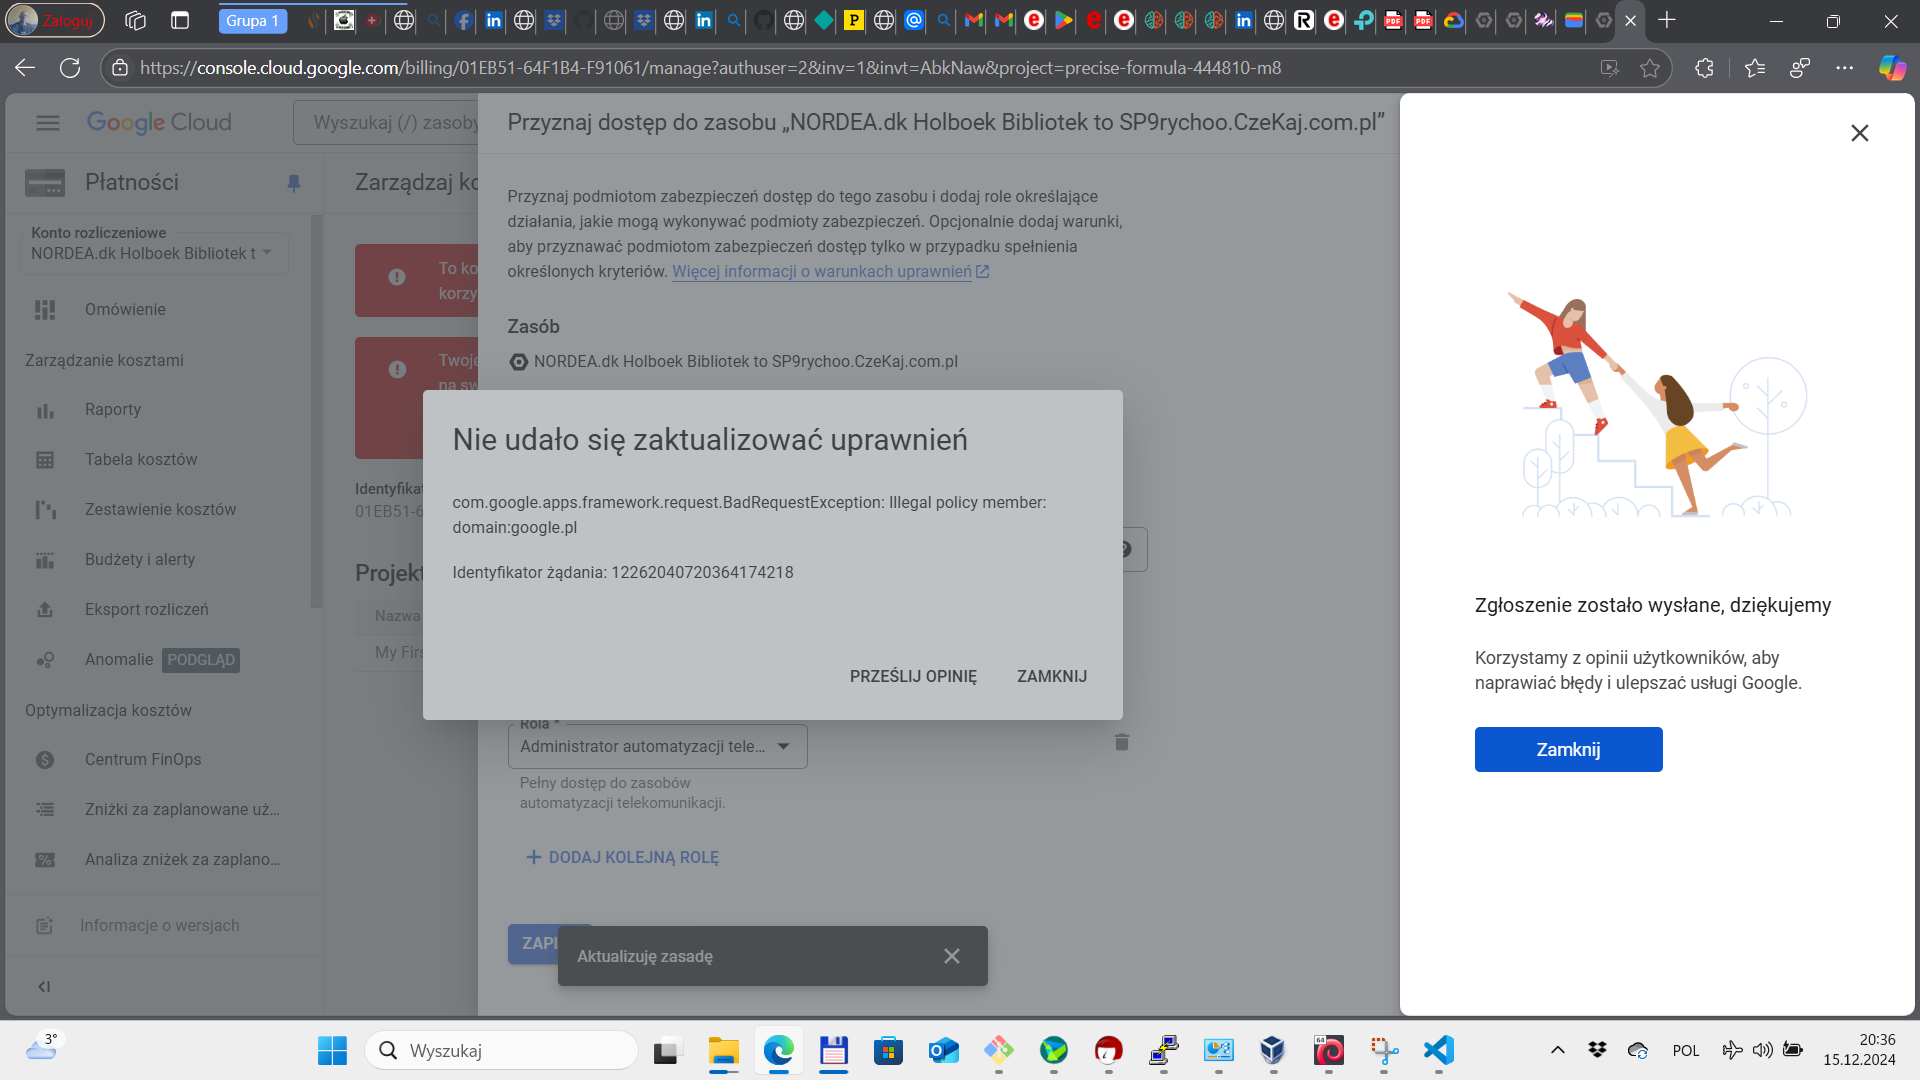 Zaloguj
Grupa 1
https://console.cloud.google.com/billing/01EB51-64F1B4-F91061/manage?authuser=2&inv=1&invt=AbkNaw&project=precise-formula-444810-m8
Google Cloud
Wyszukaj (/) zasoby
Płatności
Konto rozliczeniowe
NORDEA.dk Holboek Bibliotek t
Omówienie
Zarządzanie kosztami
Raporty
Tabela kosztów
Zestawienie kosztów
Budżety i alerty
Eksport rozliczeń
Anomalie PODGLĄD
Optymalizacja kosztów
Centrum FinOps
Zniżki za zaplanowane uż...
Analiza zniżek za zaplano...
Informacje o wersjach
Zarządzaj
To ko
korzy
Twoje
na sw
Identyfikat
01EB51-6
Projekt
Nazwa
My Firs
Przyznaj dostęp do zasobu „NORDEA.dk Holboek Bibliotek to SP9rychoo.CzeKaj.com.pl”
Przyznaj podmiotom zabezpieczeń dostęp do tego zasobu i dodaj role określające
działania, jakie mogą wykonywać podmioty zabezpieczeń. Opcjonalnie dodaj warunki,
aby przyznawać podmiotom zabezpieczeń dostęp tylko w przypadku spełnienia
określonych kryteriów. Więcej informacji o warunkach uprawnień
Zasób
NORDEA.dk Holboek Bibliotek to SP9rychoo.CzeKaj.com.pl
Nie udało się zaktualizować uprawnień
com.google.apps.framework.request.BadRequestException: Illegal policy member:
domain:google.pl
Identyfikator żądania: 12262040720364174218
PRZEŚLIJ OPINIĘ
ZAMKNIJ
Rola *
Administrator automatyzacji tele...
Pełny dostęp do zasobów
automatyzacji telekomunikacji.
DODAJ KOLEJNĄ ROLĘ
ZAPI
Aktualizuję zasadę
Zgłoszenie zostało wysłane, dziękujemy
Korzystamy z opinii użytkowników, aby
naprawiać błędy i ulepszać usługi Google.
Zamknij
3°
Wyszukaj
POL
20:36
15.12.2024